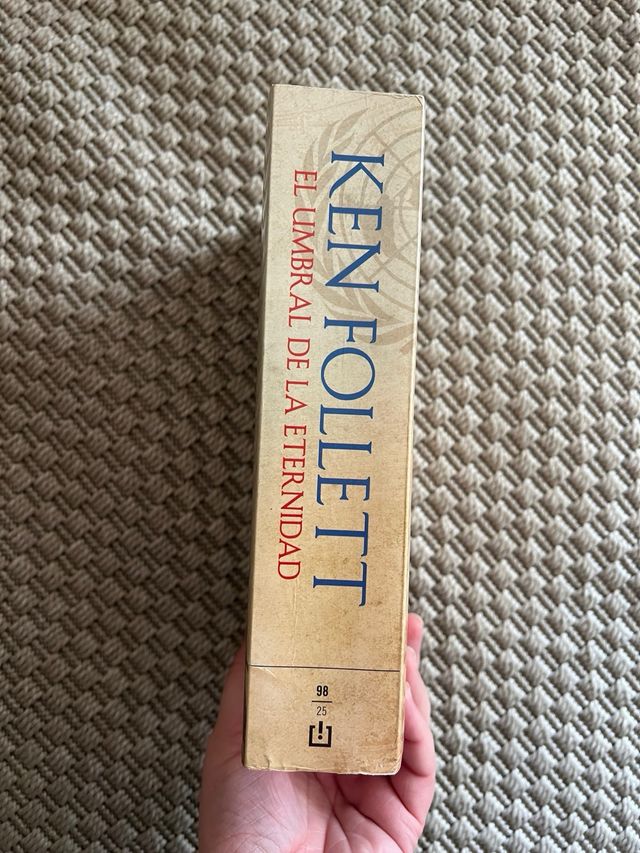 KEN FOLLETT
EL UMBRAL DE LA ETERNIDAD
98
25